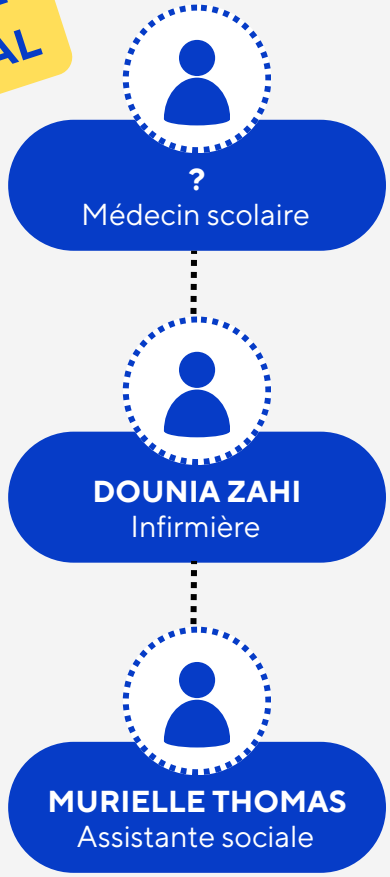 AL
?
Médecin scolaire
DOUNIA ZAHI
Infirmière
MURIELLE THOMAS
Assistante sociale